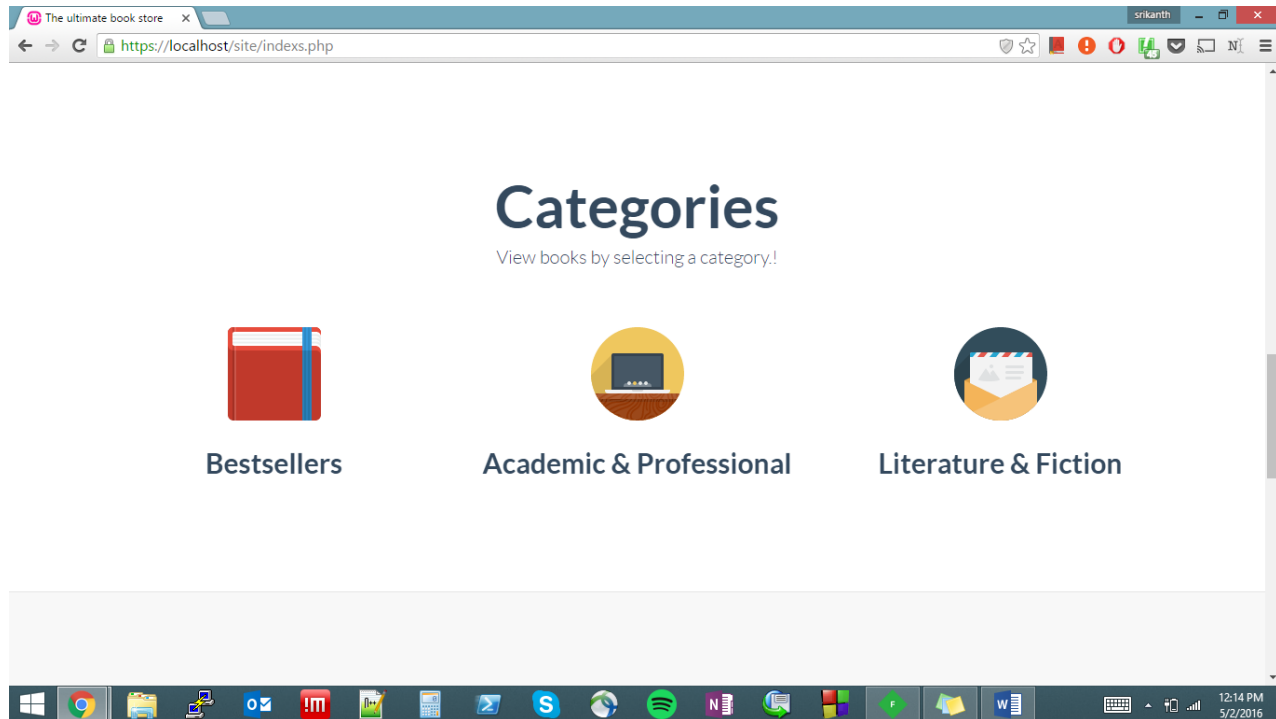 The ultimate book store
srikanth
https://localhost/site/indexs.php
Categories
View books by selecting a category.!
Bestsellers
Academic & Professional
Literature & Fiction
12:14 PM
5/2/2016